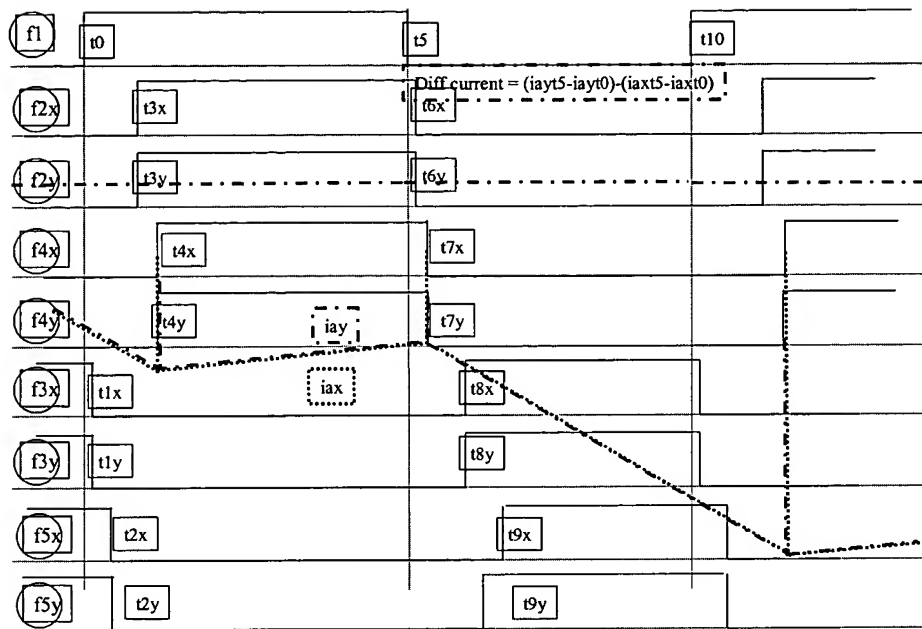 f1 t0 t5 t10
Diff current = (iayt5-iayt0)-(iaxt5-iaxt0)
f2x t3x t6x
f2y t3y t6y
f4x t4x t7x
f4y t4y iay t7y
f3x t1x iax t8x
f3y t1y t8y
f5x t2x t9x
f5y t2y t9y